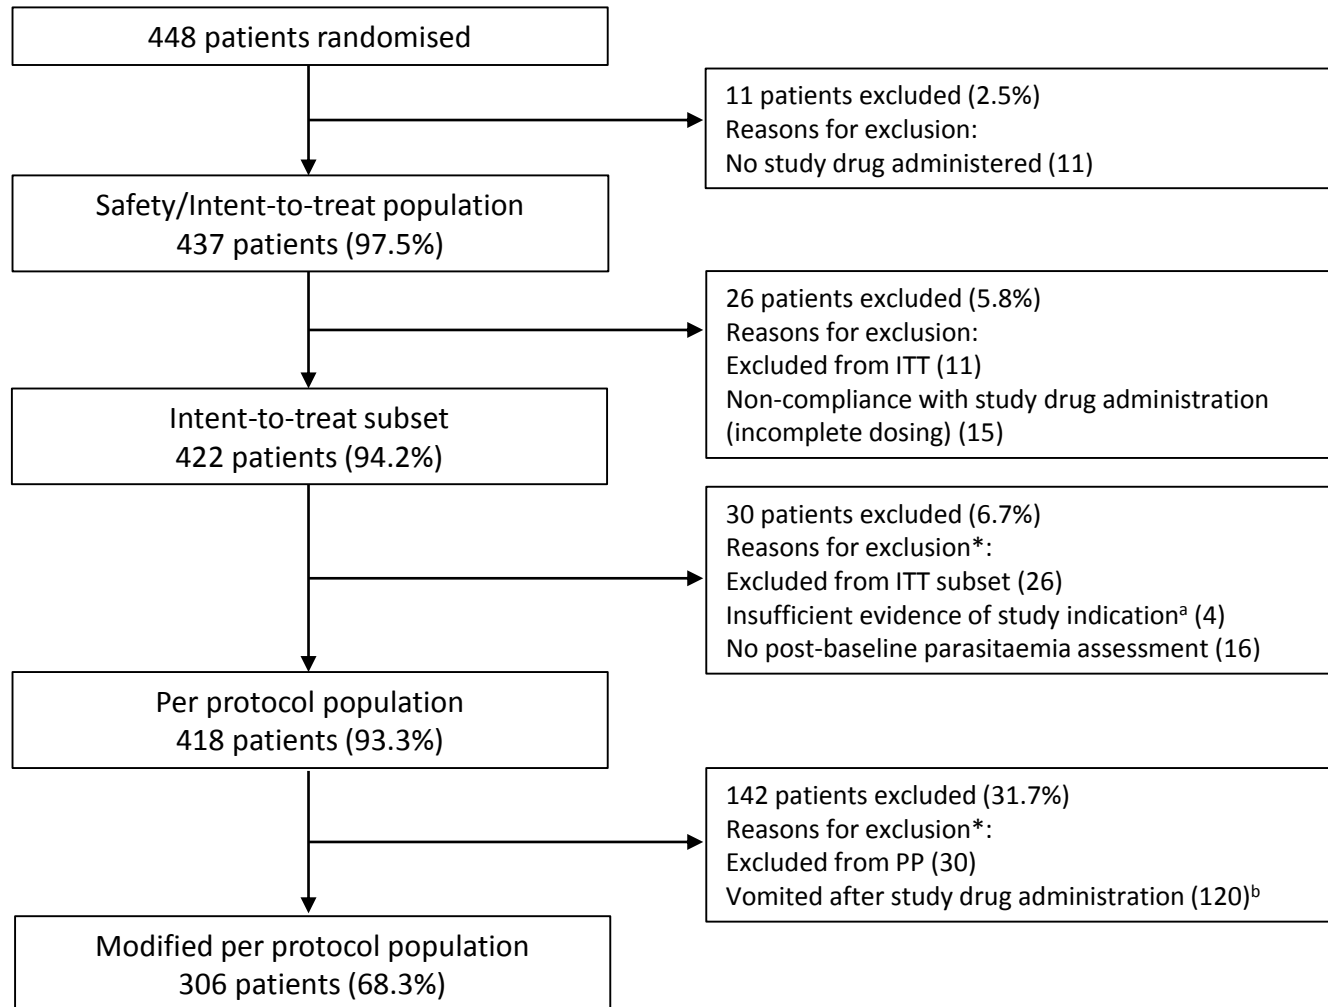 448 patients randomised
11 patients excluded (2.5%)
Reasons for exclusion:
No study drug administered (11)
Safety/Intent-to-treat population
437 patients (97.5%)
26 patients excluded (5.8%)
Reasons for exclusion:
Excluded from ITT (11)
Non-compliance with study drug administration
(incomplete dosing) (15)
Intent-to-treat subset
422 patients (94.2%)
30 patients excluded (6.7%)
Reasons for exclusion*:
Excluded from ITT subset (26)
Insufficient evidence of study indicationᵃ (4)
No post-baseline parasitaemia assessment (16)
Per protocol population
418 patients (93.3%)
142 patients excluded (31.7%)
Reasons for exclusion*:
Excluded from PP (30)
Vomited after study drug administration (120)ᵇ
Modified per protocol population
306 patients (68.3%)